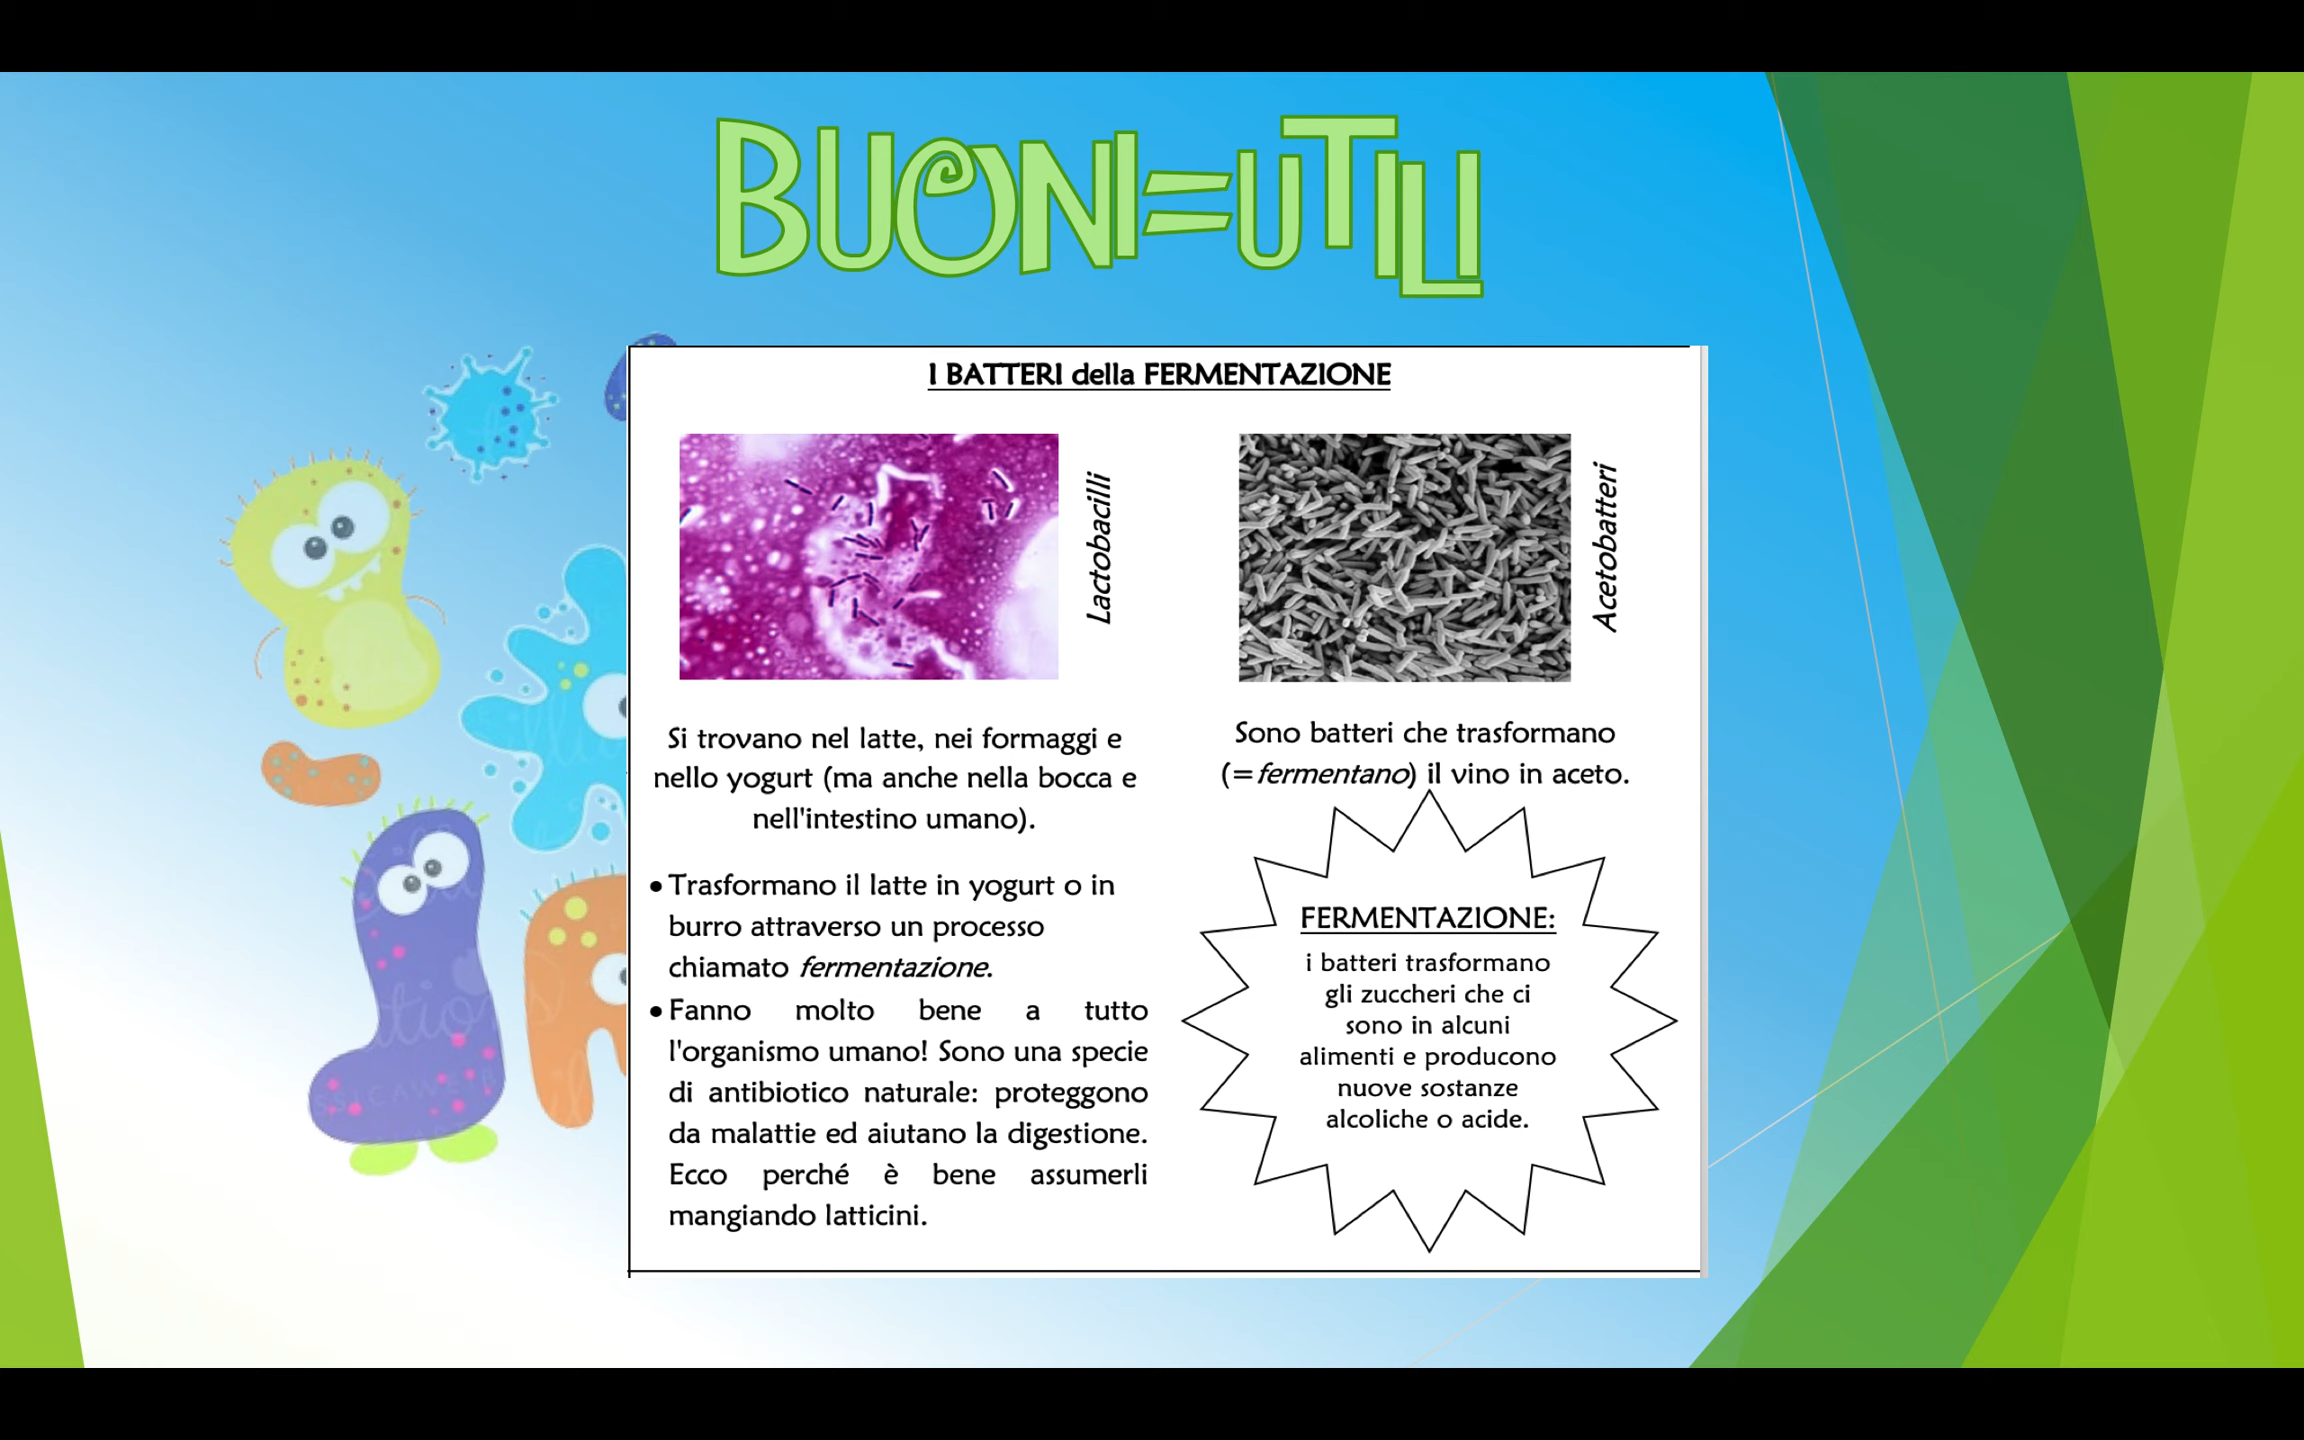 BUONI=UTILI
I BATTERI della FERMENTAZIONE
Lactobacilli
Si trovano nel latte, nei formaggi e
nello yogurt (ma anche nella bocca e
nell'intestino umano).
• Trasformano il latte in yogurt o in
burro attraverso un processo
chiamato fermentazione.
• Fanno molto bene a tutto
l'organismo umano! Sono una specie
di antibiotico naturale: proteggono
da malattie ed aiutano la digestione.
Ecco perché è bene assumerli
mangiando latticini.
Acetobatteri
Sono batteri che trasformano
(=fermentano) il vino in aceto.
FERMENTAZIONE:
i batteri trasformano
gli zuccheri che ci
sono in alcuni
alimenti e producono
nuove sostanze
alcoliche o acide.